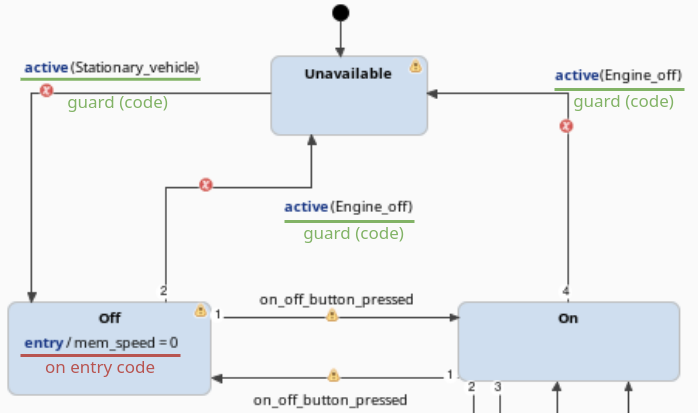 active(Stationary_vehicle)
guard (code)
Unavailable
active(Engine_off)
guard (code)
active(Engine_off)
guard (code)
2
4
Off
entry / mem_speed = 0
on entry code
1
on_off_button_pressed
On
1
on_off_button_pressed
2
3